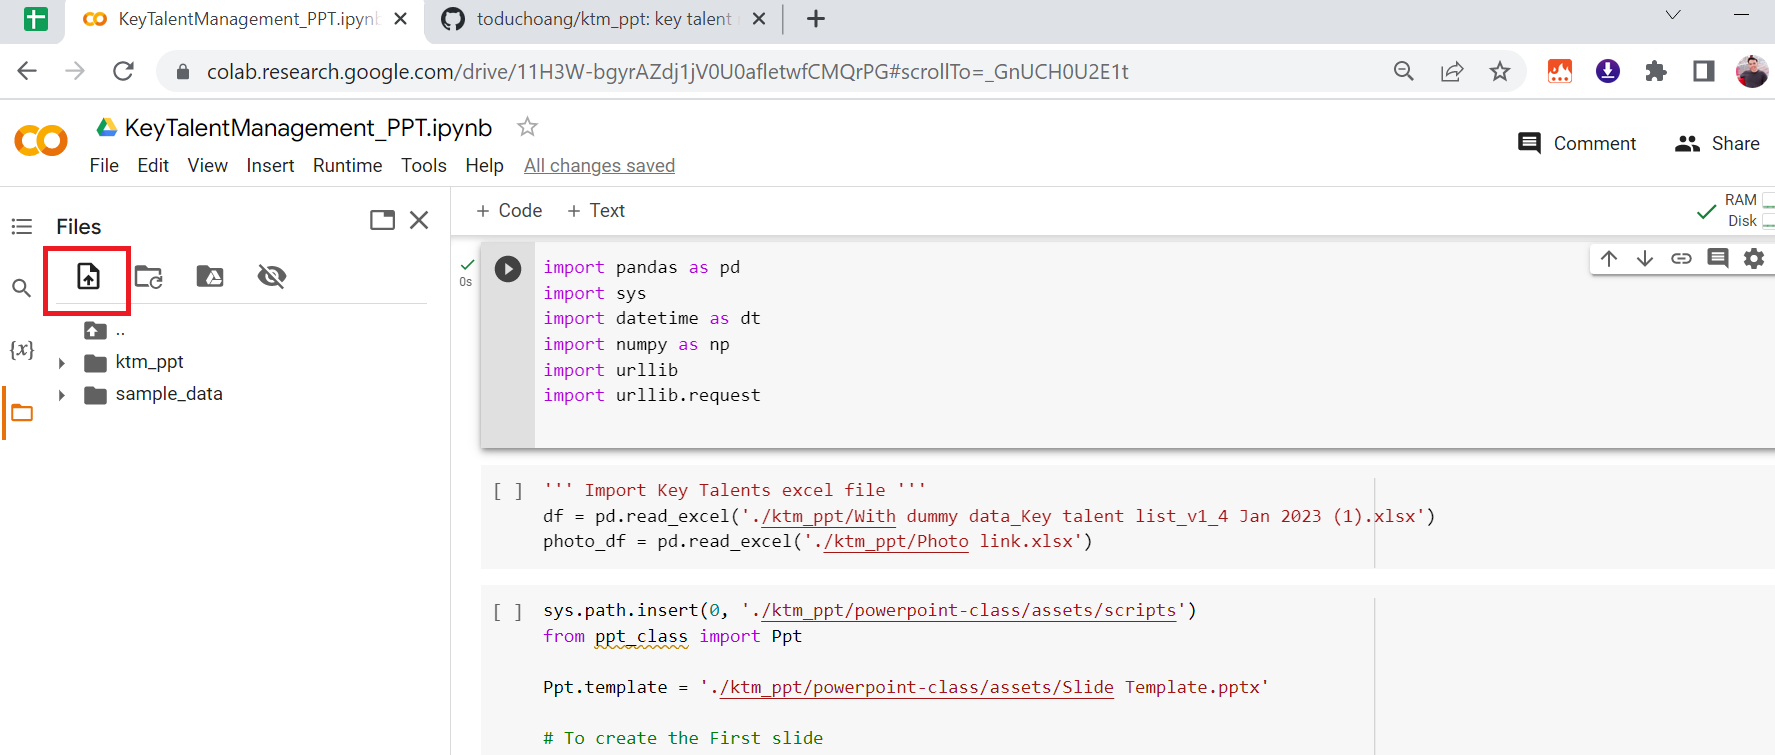 KeyTalentManagement_PPT.ipynb
toduchoang/ktm_ppt: key talent
colab.research.google.com/drive/11H3W-bgyrAZdj1jV0U0afletwfCMQrPG#scrollTo=_GnUCH0U2E1t
KeyTalentManagement_PPT.ipynb
Comment
Share
File Edit View Insert Runtime Tools Help All changes saved
Files
+ Code + Text
RAM
Disk
..
ktm_ppt
sample_data
{x}
0s
import pandas as pd
import sys
import datetime as dt
import numpy as np
import urllib
import urllib.request
[ ] ''' Import Key Talents excel file '''
df = pd.read_excel('./ktm_ppt/With dummy data_Key talent list_v1_4 Jan 2023 (1).xlsx')
photo_df = pd.read_excel('./ktm_ppt/Photo link.xlsx')
[ ] sys.path.insert(0, './ktm_ppt/powerpoint-class/assets/scripts')
from ppt_class import Ppt
Ppt.template = './ktm_ppt/powerpoint-class/assets/Slide Template.pptx'
# To create the First slide